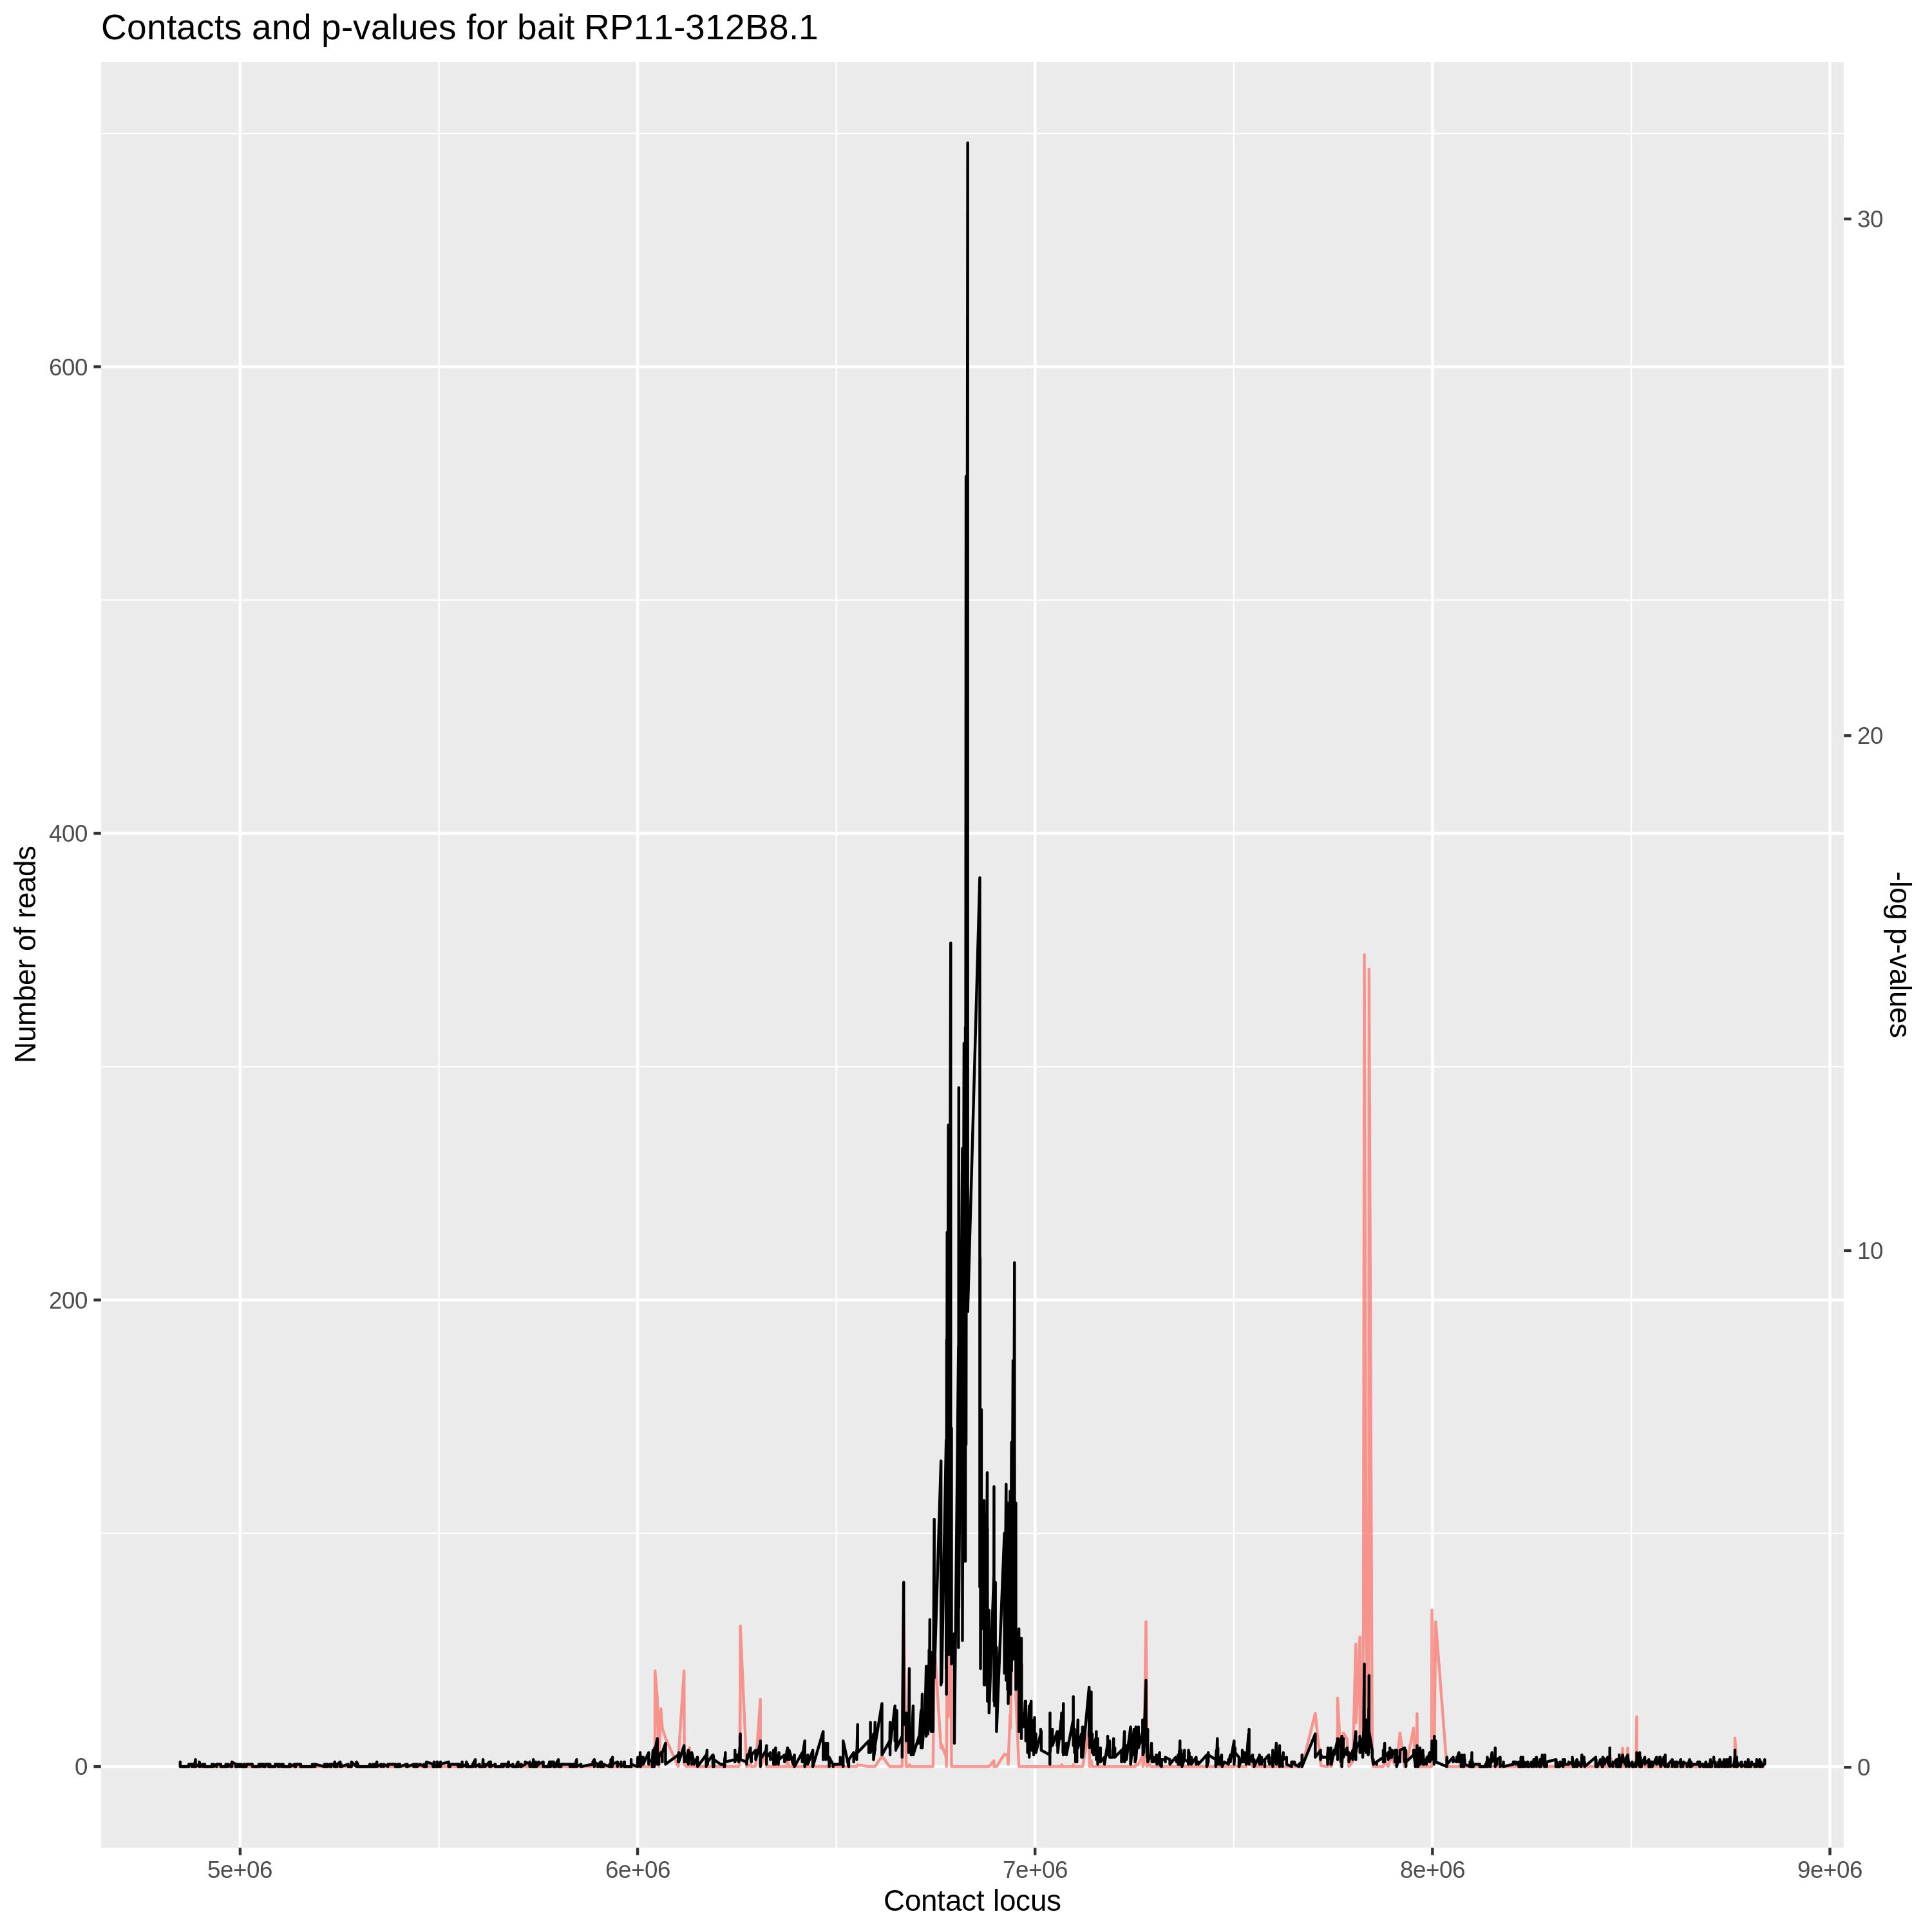 Contacts and p-values for bait RP11-312B8.1
600
400
200
0
Number of reads
30
20
10
0
-log p-values
5e+06 6e+06 7e+06 8e+06 9e+06
Contact locus